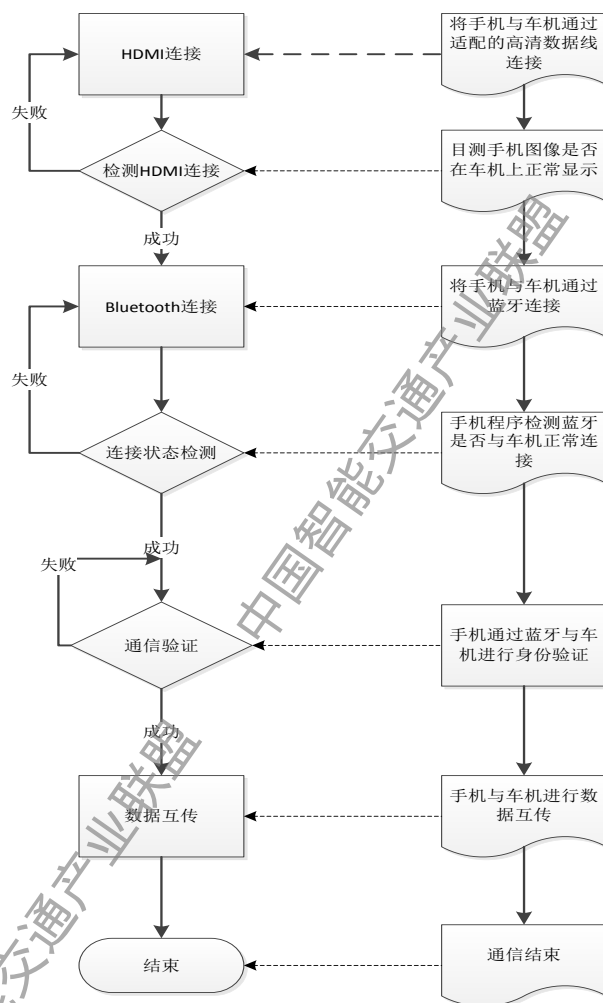 HDMI连接
将手机与车机通过
适配的高清数据线
连接
失败
检测HDMI连接
目测手机图像是否
在车机上正常显示
成功
Bluetooth连接
将手机与车机通过
蓝牙连接
失败
连接状态检测
手机程序检测蓝牙
是否与车机正常连
接
成功
失败
通信验证
手机通过蓝牙与车
机进行身份验证
成功
数据互传
手机与车机进行数
据互传
结束
通信结束
中国智能交通产业联盟
能交通产业联盟